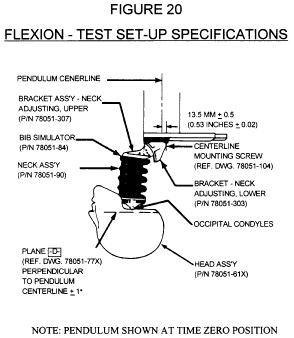 FIGURE 20
FLEXION - TEST SET-UP SPECIFICATIONS
PENDULUM CENERLINE
BRACKET ASS'Y - NECK
ADJUSTING, UPPER
(P/N 78051-307)
13.5 MM ± 0.5
(0.53 INCHES ± 0.02)
BIB SIMULATOR
(P/N 78051-84)
CENTERLINE
MOUNTING SCREW
(REF. DWG. 78051-104)
NECK ASS'Y
(P/N 78051-90)
BRACKET - NECK
ADJUSTING, LOWER
(P/N 78051-303)
OCCIPITAL CONDYLES
PLANE -D-
(REF. DWG. 78051-77X)
PERPENDICULAR
TO PENDULUM
CENTERLINE ± 1°
HEAD ASS'Y
(P/N 78051-61X)
NOTE: PENDULUM SHOWN AT TIME ZERO POSITION